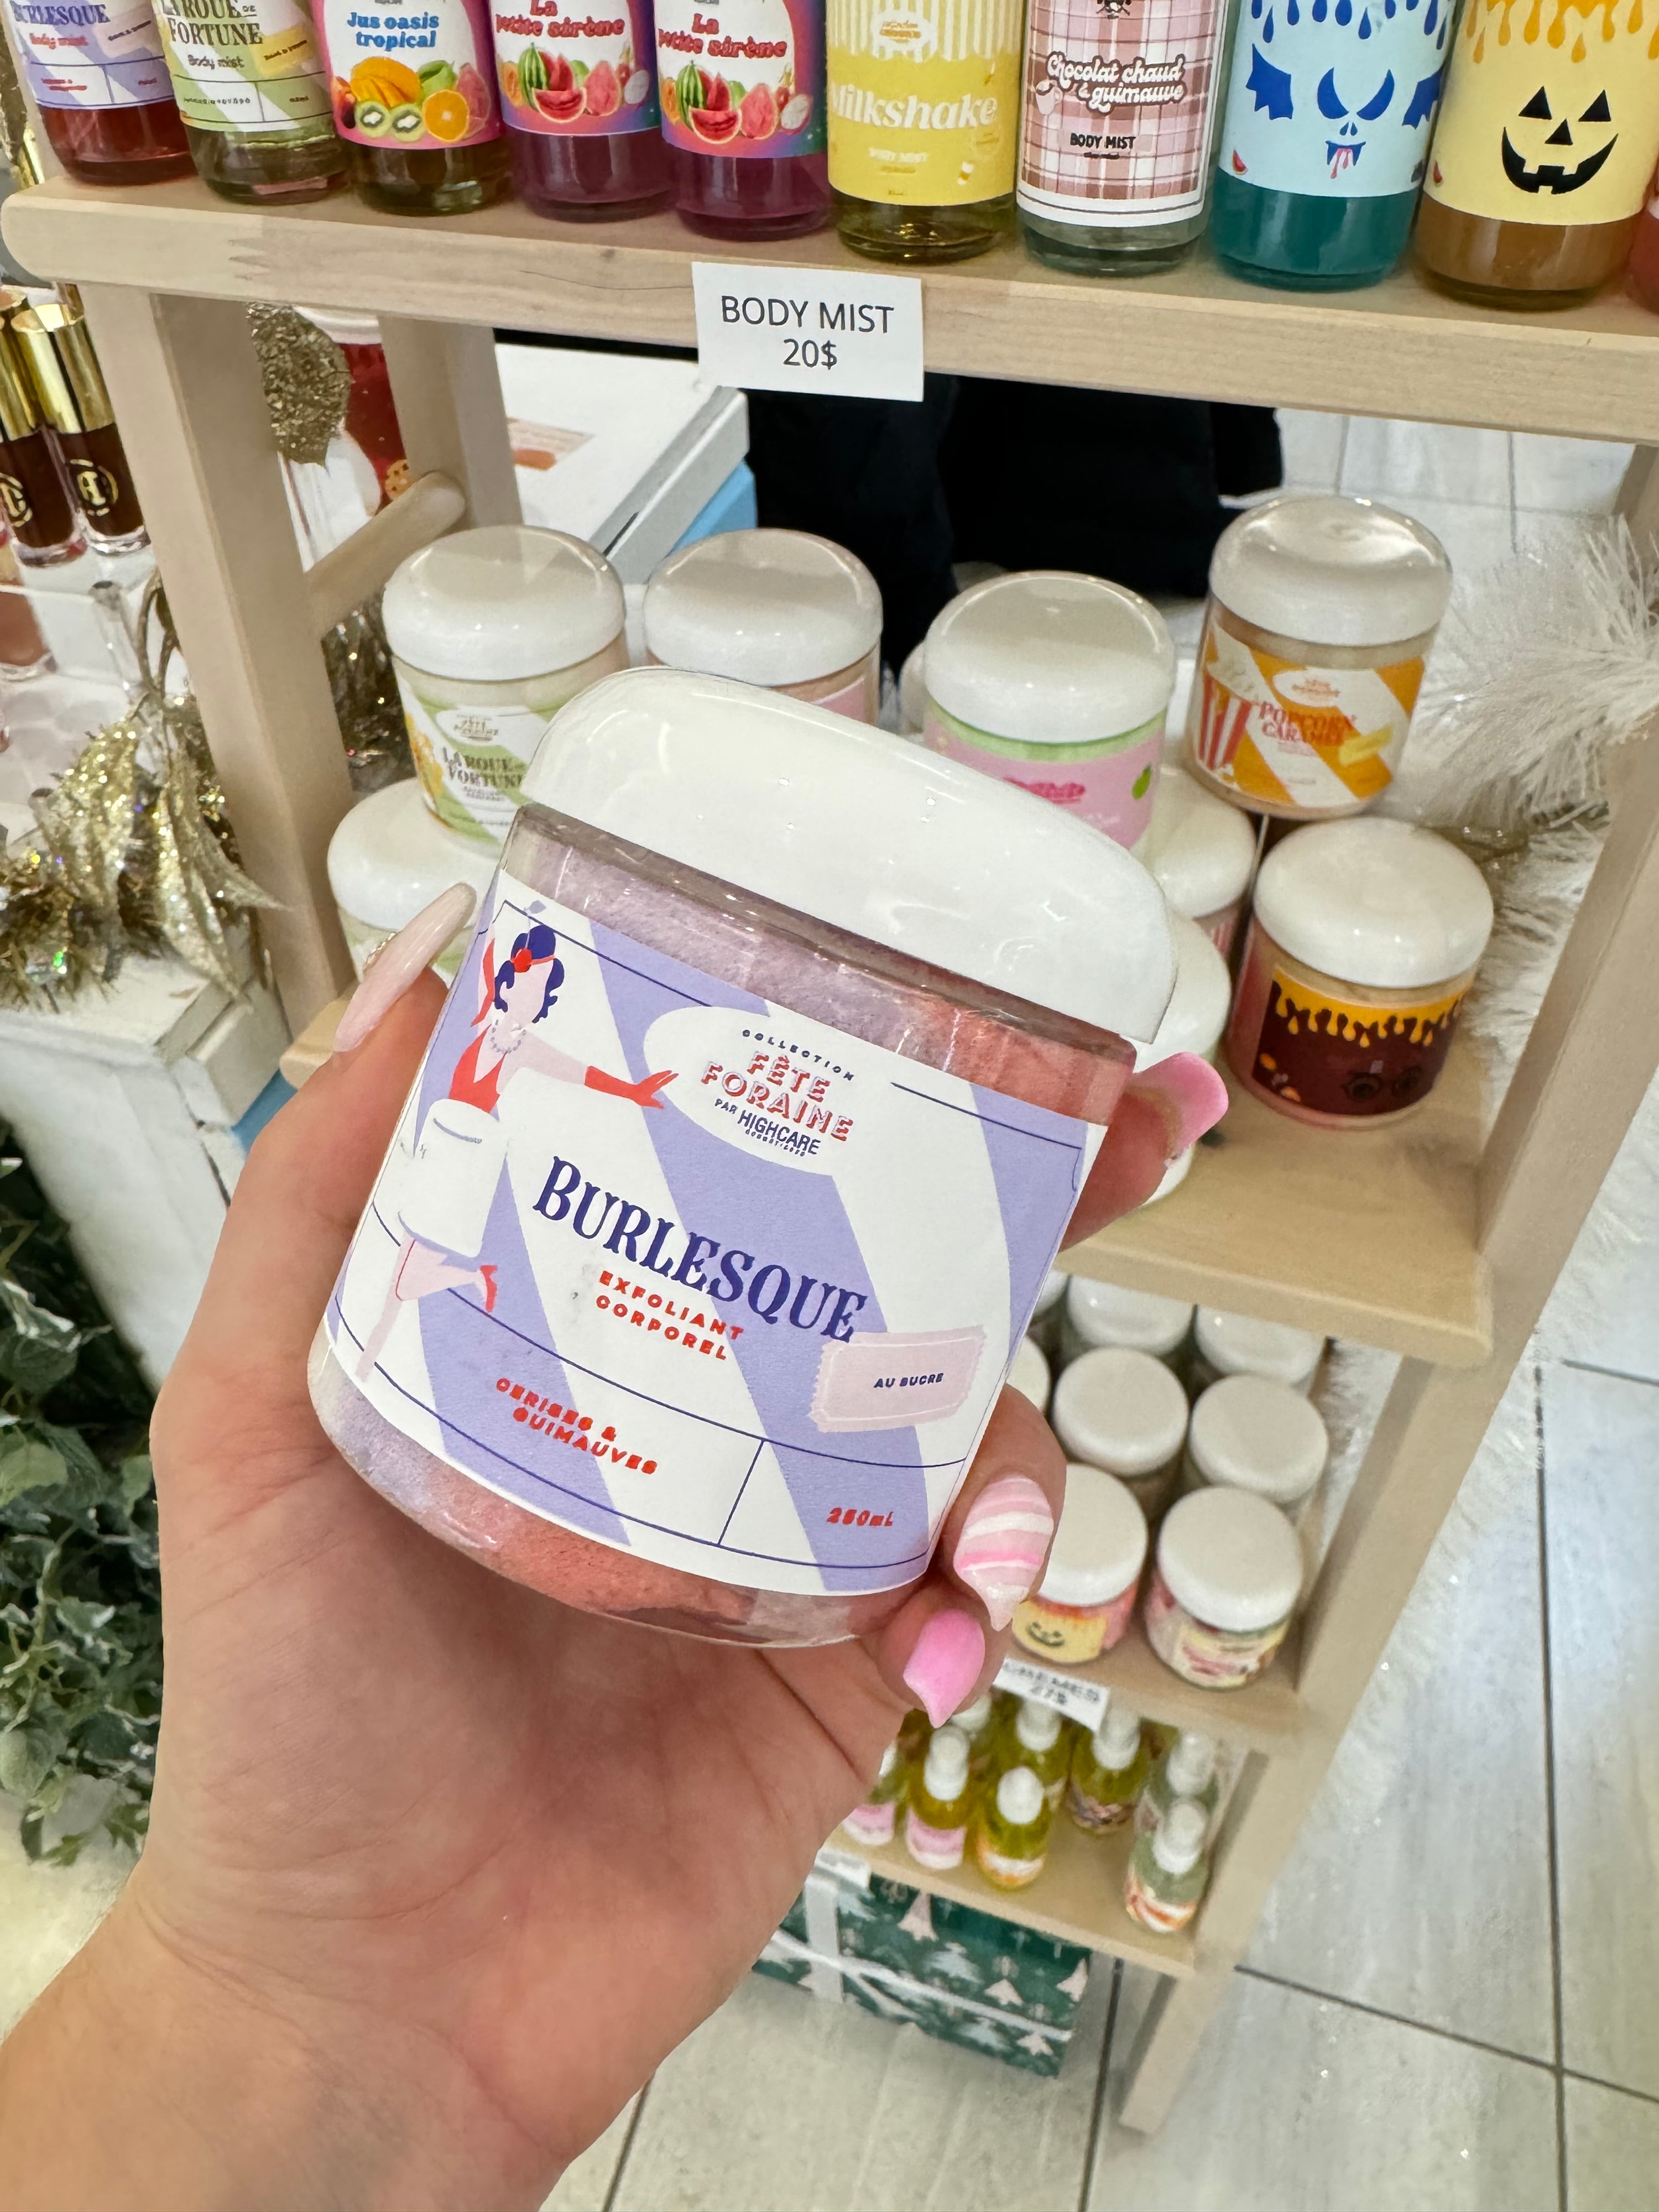 BURLESQUE
Body mist
LA ROUE DE
FORTUNE
Body mist
Jus oasis
tropical
La
petite sirène
La
petite sirène
Milkshake
BODY MIST
Chocolat chaud
& guimauve
BODY MIST
BODY MIST
20$
LA ROUE DE
FORTUNE
POPCORN
CARAMEL
COLLECTION
FÊTE
FORAINE
PAR HIGHCARE
BURLESQUE
EXFOLIANT
CORPOREL
AU SUCRE
CERISES &
GUIMAUVES
250mL
CRÈMES